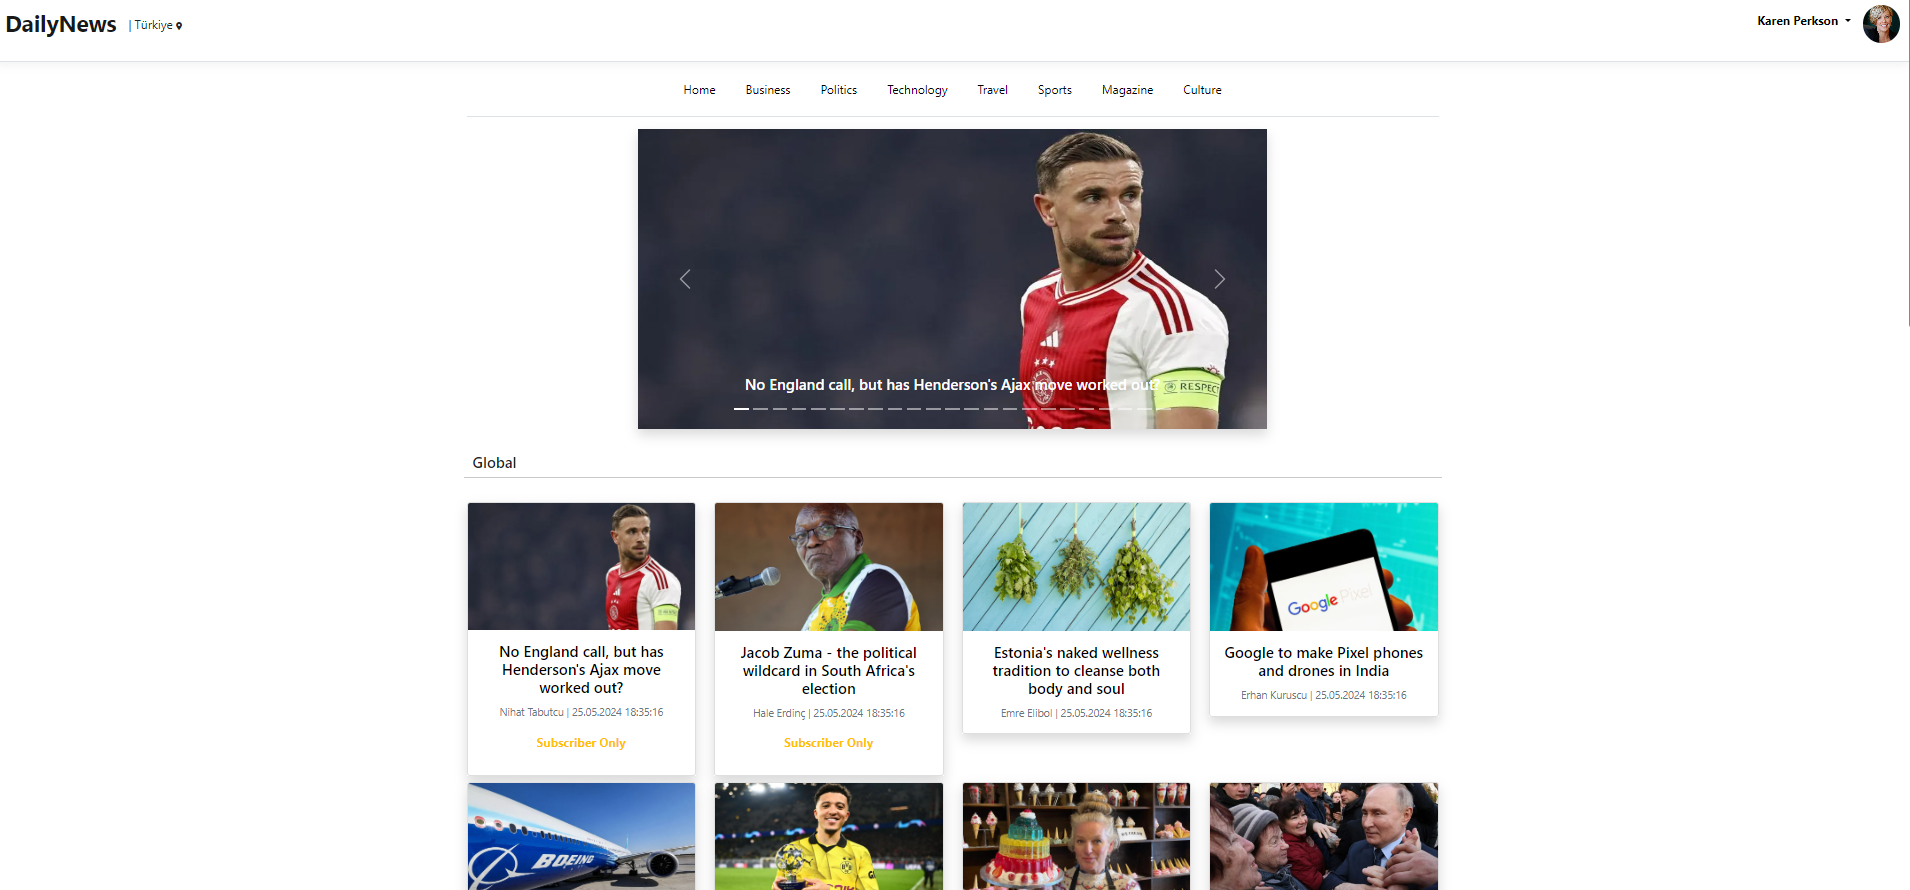 DailyNews | Türkiye
Karen Perkson
Home Business Politics Technology Travel Sports Magazine Culture
RESPECT
No England call, but has Henderson's Ajax move worked out?
Global
No England call, but has
Henderson's Ajax move
worked out?
Nihat Tabutcu | 25.05.2024 18:35:16
Subscriber Only
Jacob Zuma - the political
wildcard in South Africa's
election
Hale Erdinç | 25.05.2024 18:35:16
Subscriber Only
Estonia's naked wellness
tradition to cleanse both
body and soul
Emre Elibol | 25.05.2024 18:35:16
Google Pixel
Google to make Pixel phones
and drones in India
Erhan Kuruscu | 25.05.2024 18:35:16
BOEING